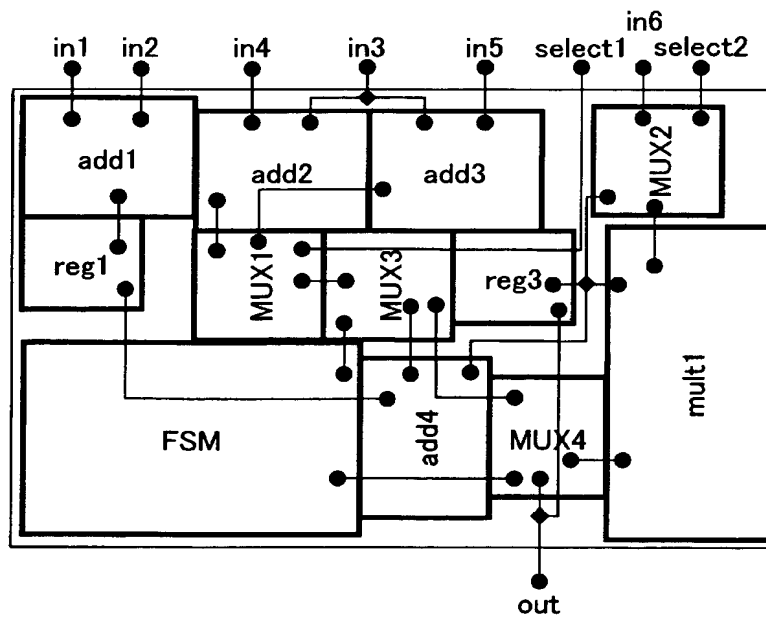 in6
in1 in2 in4 in3 in5 select1 select2
add1 add2 add3 MUX2
reg1 MUX1 MUX3 reg3
FSM add4 MUX4 mult1
out